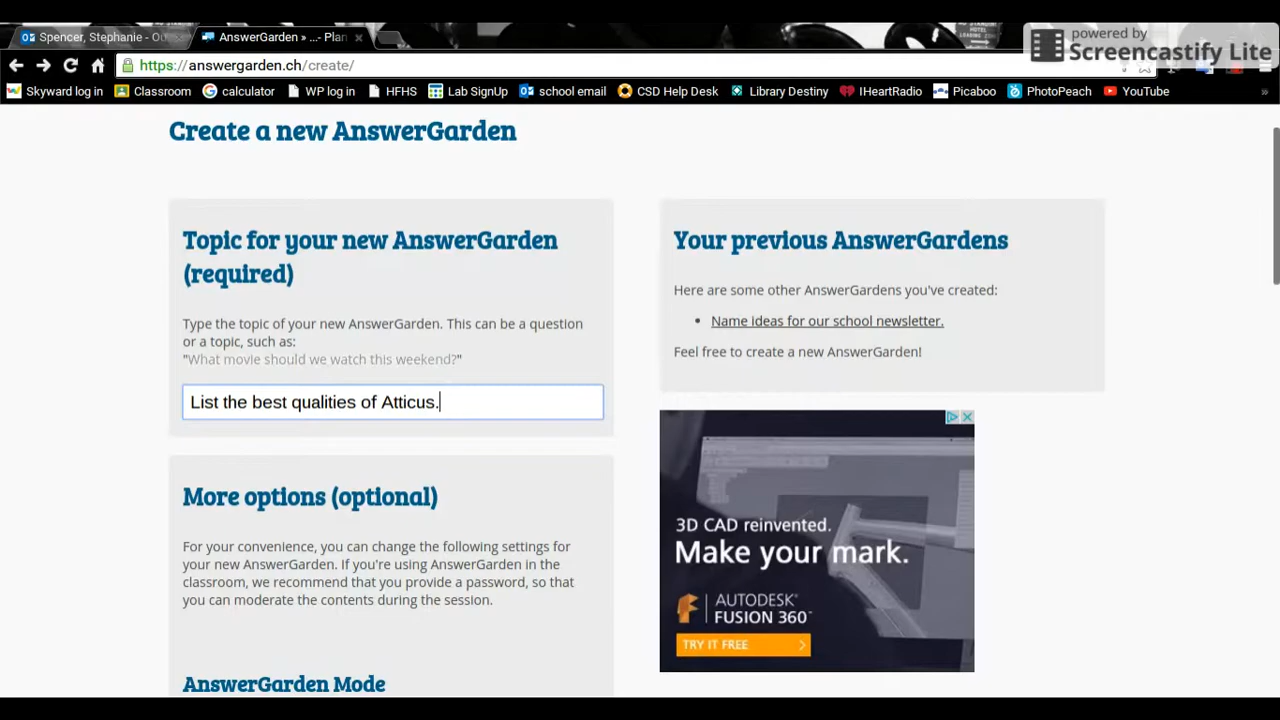 powered by
Screencastify Lite
Spencer, Stephanie - Ou
AnswerGarden » ...- Plan
https://answergarden.ch/create/
Skyward log in
Classroom
calculator
WP log in
HFHS
Lab SignUp
school email
CSD Help Desk
Library Destiny
IHeartRadio
Picaboo
PhotoPeach
YouTube
»
Create a new AnswerGarden
Topic for your new AnswerGarden
(required)
Type the topic of your new AnswerGarden. This can be a question
or a topic, such as:
"What movie should we watch this weekend?"
List the best qualities of Atticus.
More options (optional)
For your convenience, you can change the following settings for
your new AnswerGarden. If you're using AnswerGarden in the
classroom, we recommend that you provide a password, so that
you can moderate the contents during the session.
AnswerGarden Mode
Your previous AnswerGardens
Here are some other AnswerGardens you've created:
• Name ideas for our school newsletter.
Feel free to create a new AnswerGarden!
3D CAD reinvented.
Make your mark.
AUTODESK®
FUSION 360™
TRY IT FREE